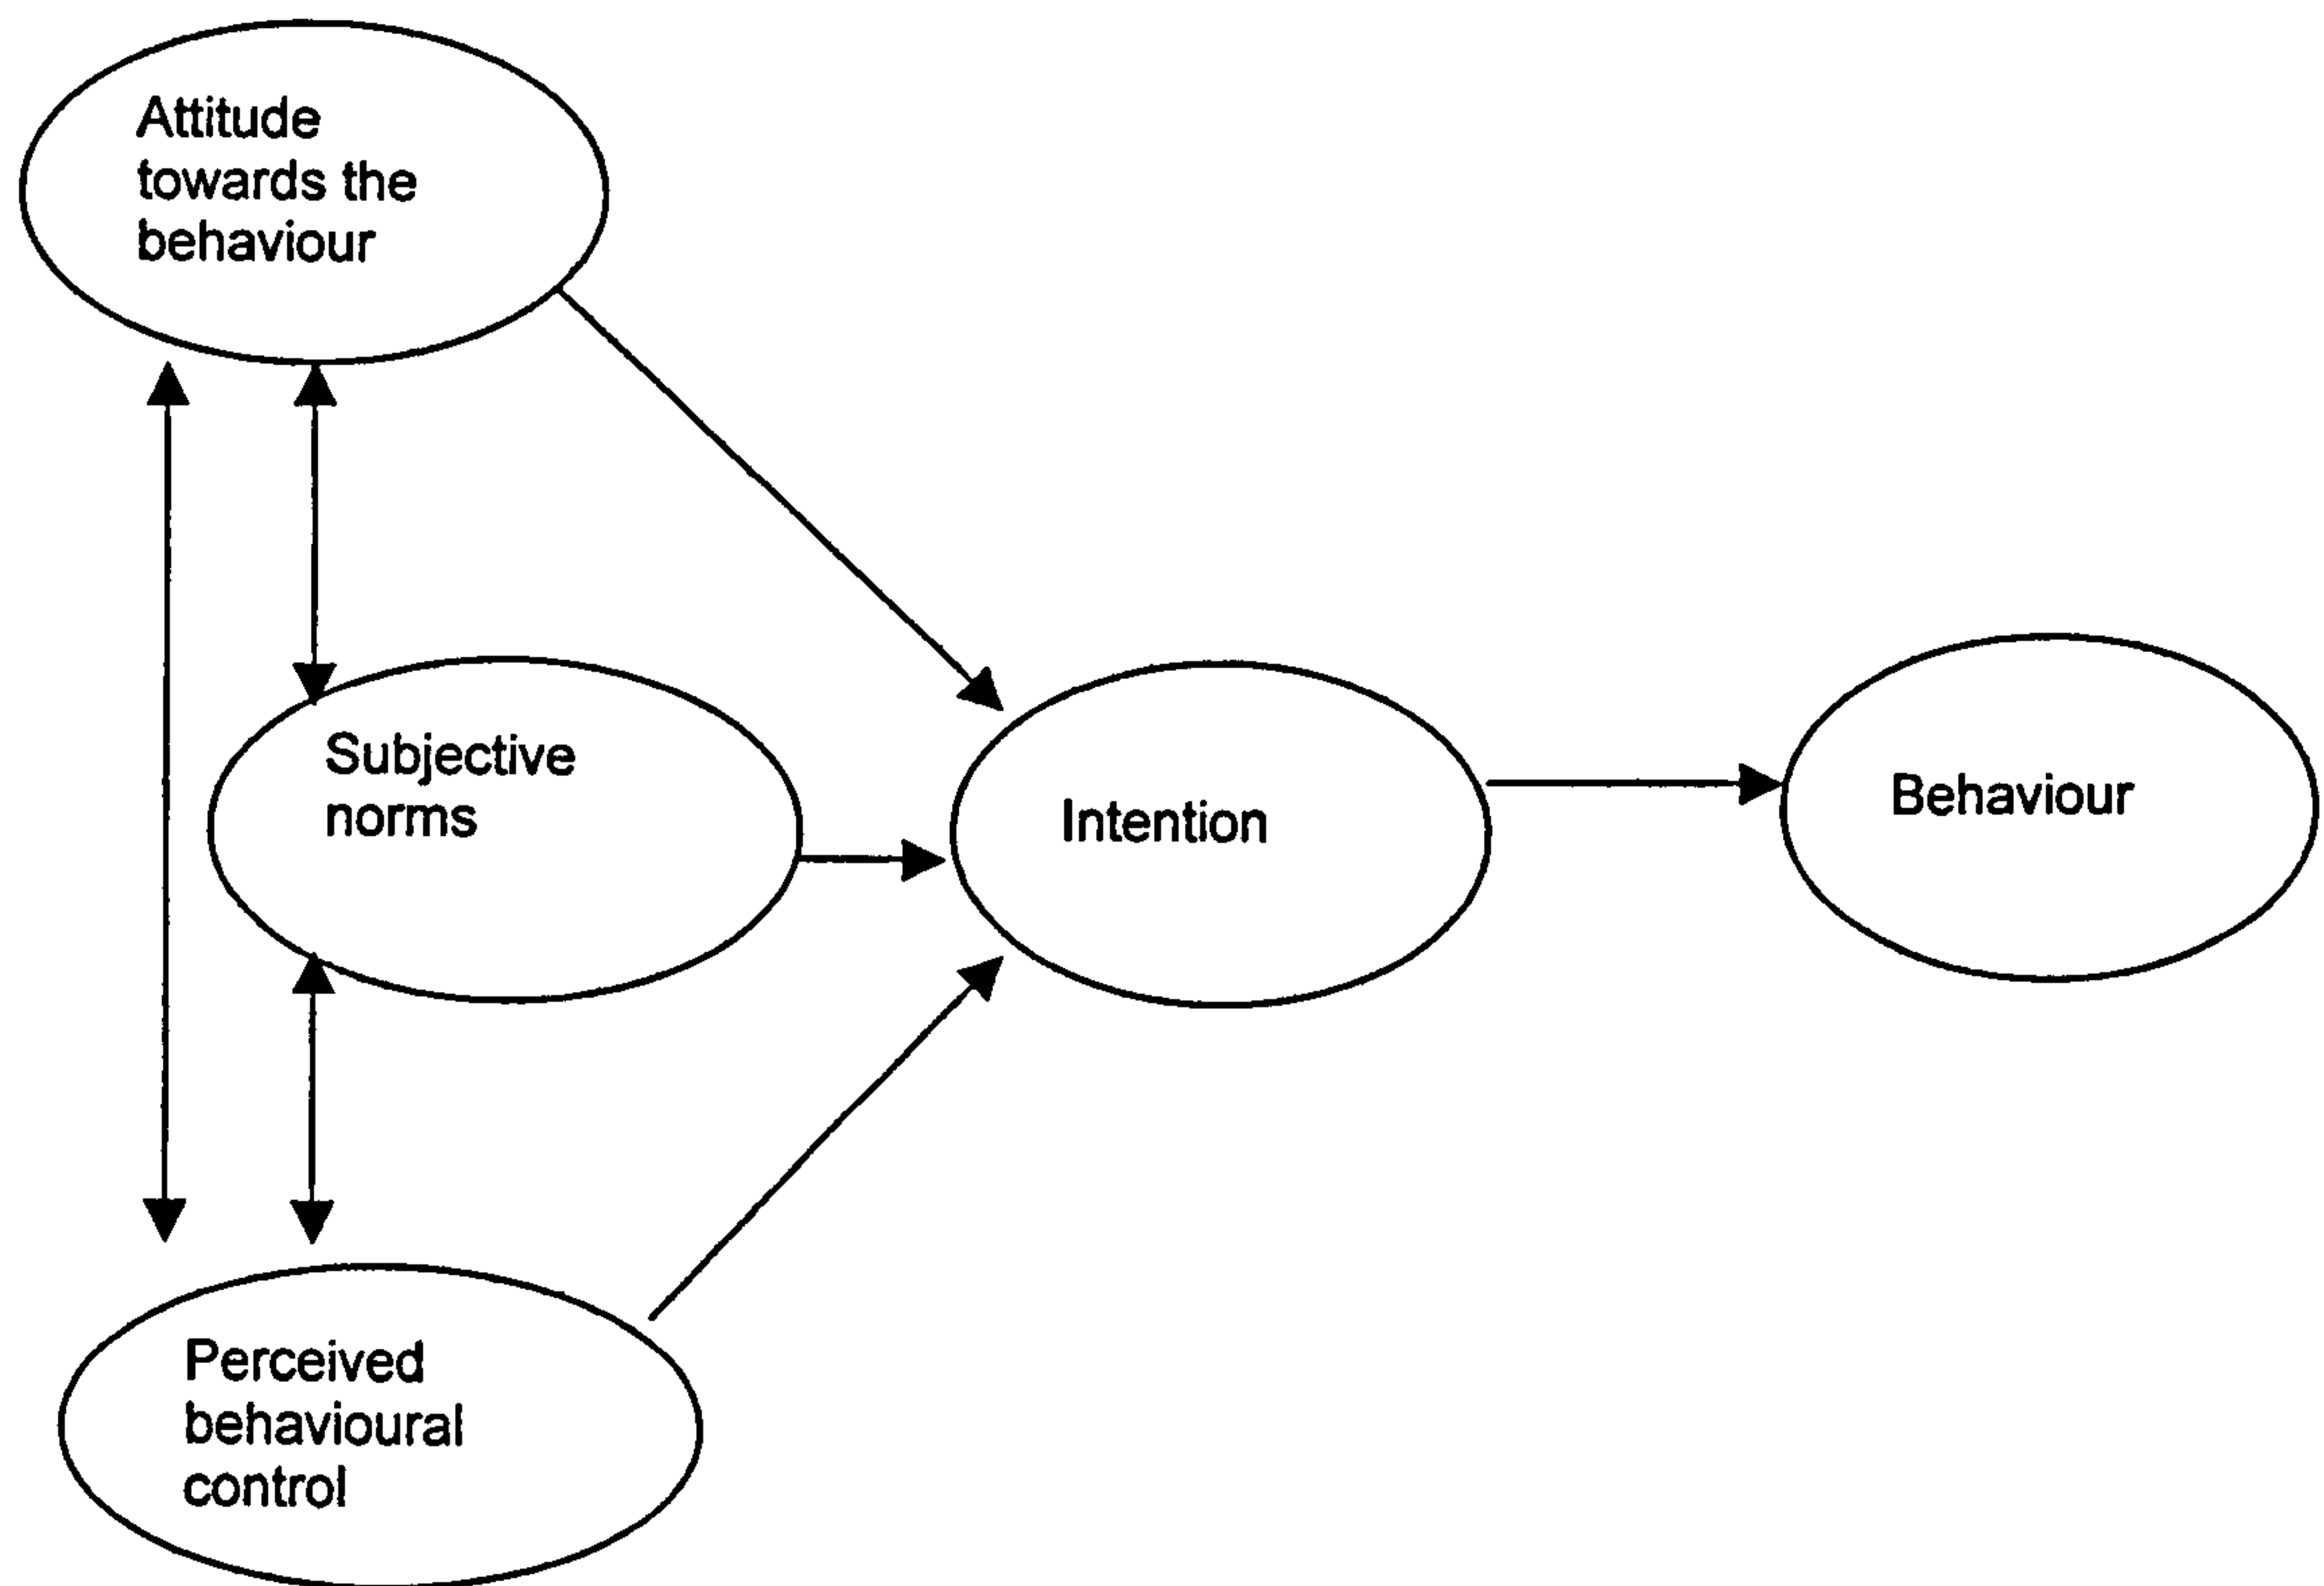 Attitude
towards the
behaviour
Subjective
norms
Intention
Behaviour
Perceived
behavioural
control